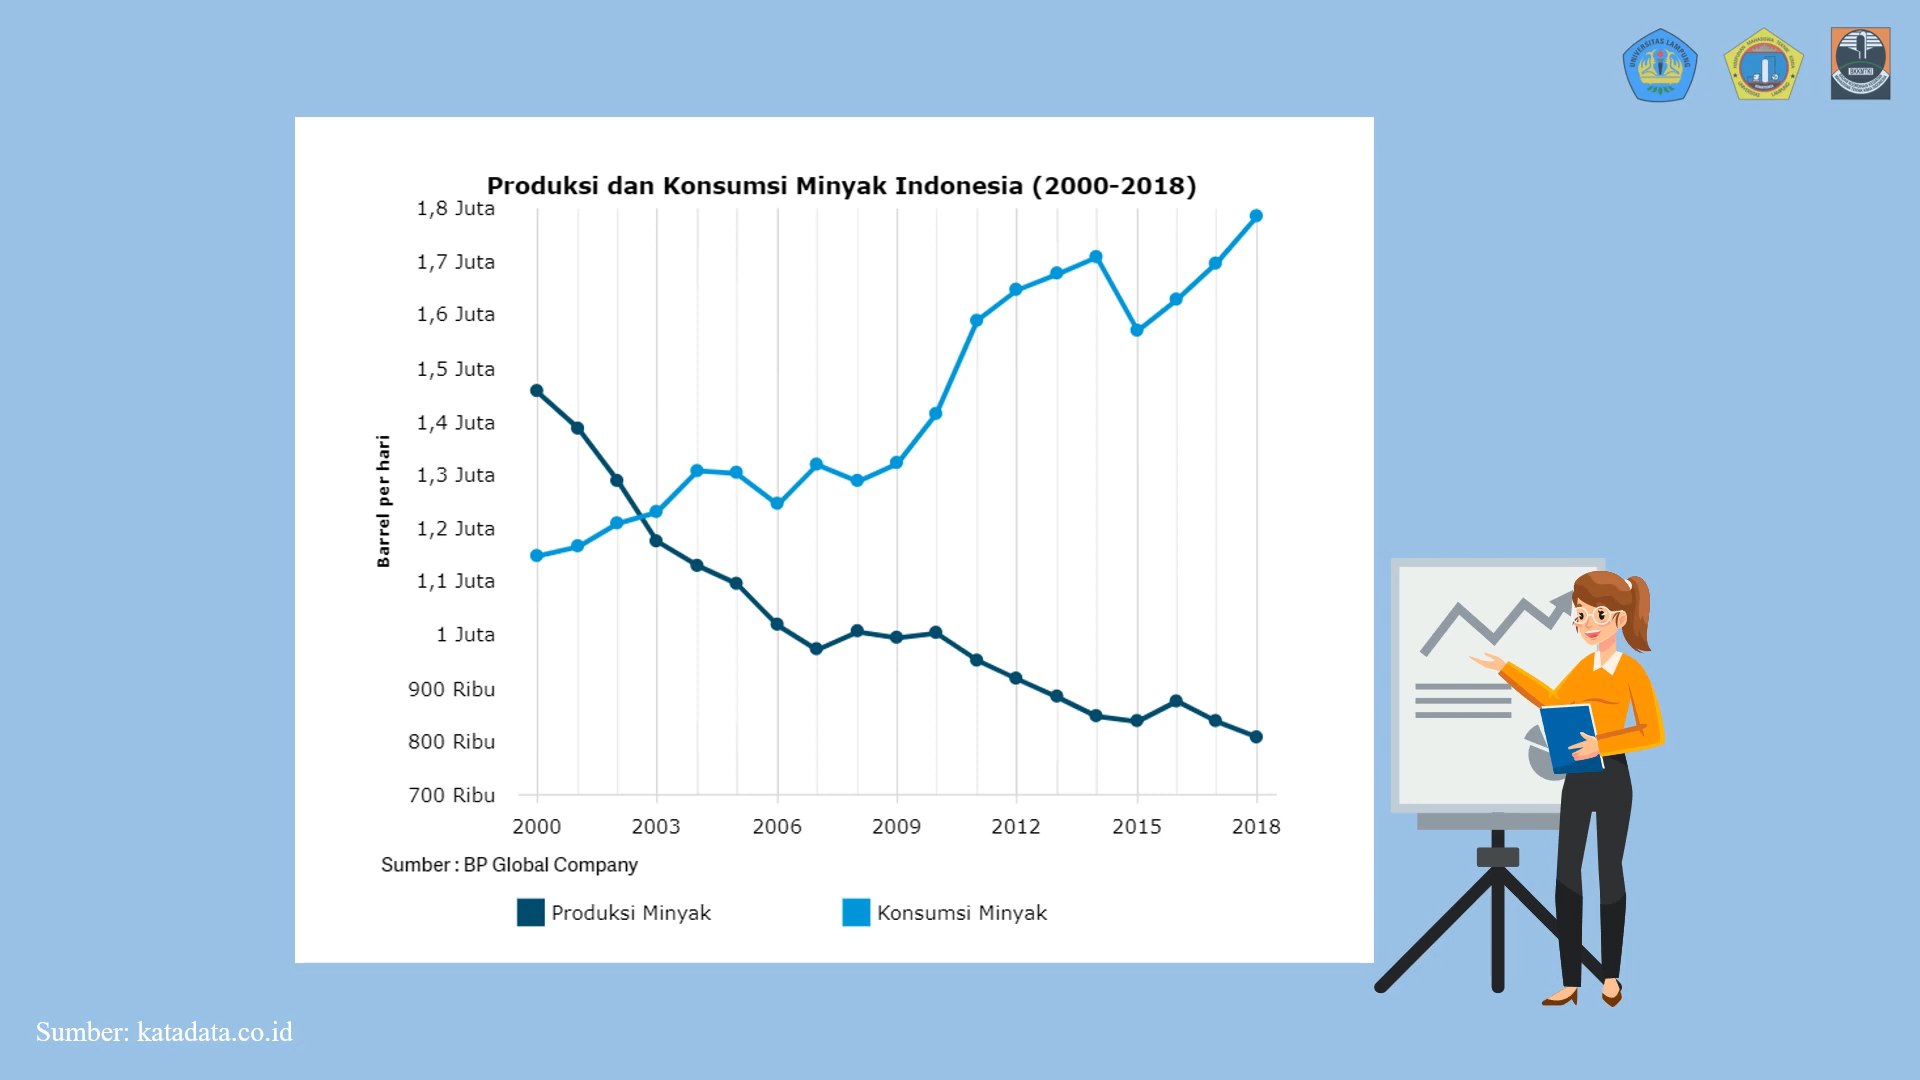 UNIVERSITAS LAMPUNG
Produksi dan Konsumsi Minyak Indonesia (2000-2018)
1,8 Juta
1,7 Juta
1,6 Juta
1,5 Juta
1,4 Juta
1,3 Juta
1,2 Juta
1,1 Juta
1 Juta
900 Ribu
800 Ribu
700 Ribu
Barrel per hari
2000 2003 2006 2009 2012 2015 2018
Sumber : BP Global Company
Produksi Minyak Konsumsi Minyak
Sumber: katadata.co.id